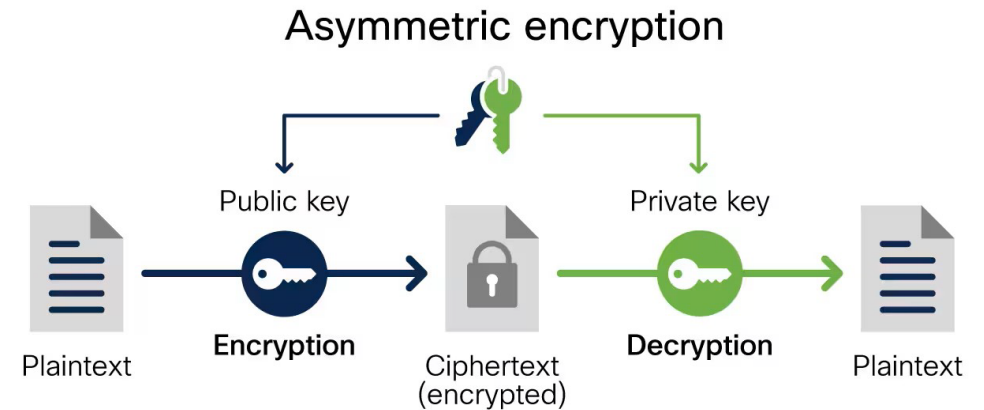 Asymmetric encryption
Public key
Private key
Encryption
Decryption
Plaintext
Ciphertext
(encrypted)
Plaintext